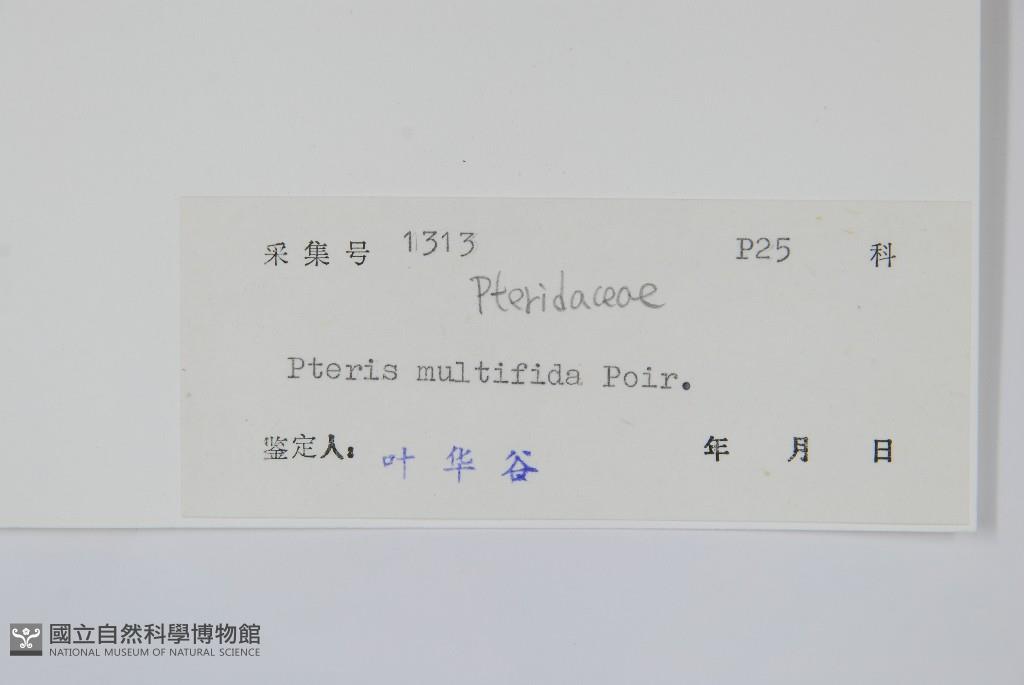 采集号 1313 P25 科
Pteridaceae
Pteris multifida Poir.
鉴定人: 叶华谷 年 月 日
國立自然科學博物館
NATIONAL MUSEUM OF NATURAL SCIENCE